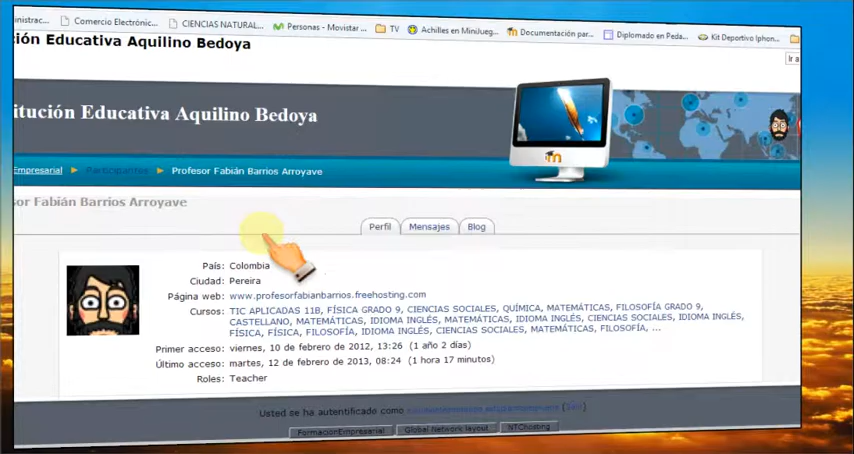 inistrac...
Comercio Electrónic...
CIENCIAS NATURAL...
Personas - Movistar ...
TV
Achilles en MiniJueg...
Documentación par...
Diplomado en Peda...
Kit Deportivo Iphon...
ión Educativa Aquilino Bedoya
Ir a
itución Educativa Aquilino Bedoya
Empresarial ► Participantes ► Profesor Fabián Barrios Arroyave
sor Fabián Barrios Arroyave
Perfil
Mensajes
Blog
País: Colombia
Ciudad: Pereira
Página web: www.profesorfabianbarrios.freehosting.com
Cursos: TIC APLICADAS 11B, FÍSICA GRADO 9, CIENCIAS SOCIALES, QUÍMICA, MATEMÁTICAS, FILOSOFÍA GRADO 9,
CASTELLANO, MATEMÁTICAS, IDIOMA INGLÉS, MATEMÁTICAS, IDIOMA INGLÉS, CIENCIAS SOCIALES, IDIOMA INGLÉS,
FÍSICA, FÍSICA, FILOSOFÍA, IDIOMA INGLÉS, CIENCIAS SOCIALES, MATEMÁTICAS, FILOSOFÍA, ...
Primer acceso: viernes, 10 de febrero de 2012, 13:26 (1 año 2 días)
Último acceso: martes, 12 de febrero de 2013, 08:24 (1 hora 17 minutos)
Roles: Teacher
Usted se ha autentificado como
FormacionEmpresarial
Global Network layout
NTChosting